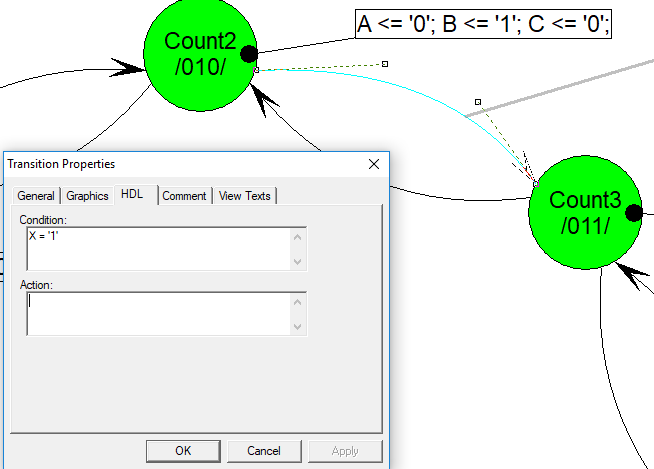 A <= '0'; B <= '1'; C <= '0';
Count2
/010/
Count3
/011/
Transition Properties
General Graphics HDL Comment View Texts
Condition:
X = '1'
Action:
OK Cancel Apply